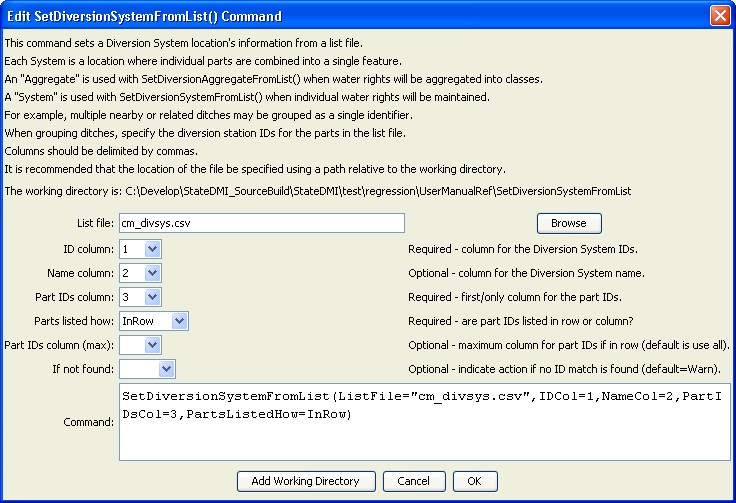 Edit SetDiversionSystemFromList() Command
This command sets a Diversion System location's information from a list file.
Each System is a location where individual parts are combined into a single feature.
An "Aggregate" is used with SetDiversionAggregateFromList() when water rights will be aggregated into classes.
A "System" is used with SetDiversionSystemFromList() when individual water rights will be maintained.
For example, multiple nearby or related ditches may be grouped as a single identifier.
When grouping ditches, specify the diversion station IDs for the parts in the list file.
Columns should be delimited by commas.
It is recommended that the location of the file be specified using a path relative to the working directory.
The working directory is: C:\Develop\StateDMI_SourceBuild\StateDMI\test\regression\UserManualRef\SetDiversionSystemFromList
List file: cm_divsys.csv Browse
ID column: 1 Required - column for the Diversion System IDs.
Name column: 2 Optional - column for the Diversion System name.
Part IDs column: 3 Required - first/only column for the part IDs.
Parts listed how: InRow Required - are part IDs listed in row or column?
Part IDs column (max): Optional - maximum column for part IDs if in row (default is use all).
If not found: Optional - indicate action if no ID match is found (default=Warn).
Command: SetDiversionSystemFromList(ListFile="cm_divsys.csv",IDCol=1,NameCol=2,PartI
DsCol=3,PartsListedHow=InRow)
Add Working Directory Cancel OK